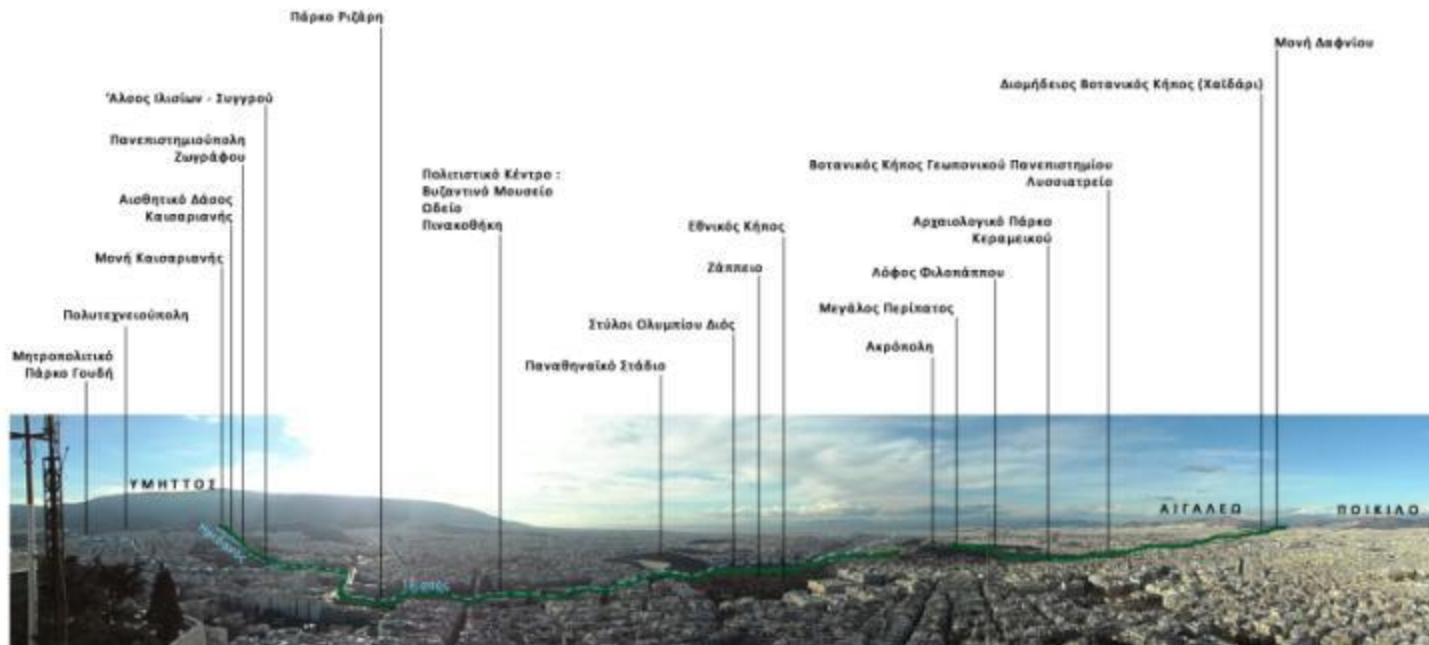 Πάρκο Ριζάρη
Μονή Δαφνίου
Διομήδειος Βοτανικός Κήπος (Χαϊδάρι)
'Άλσος Ιλισίων - Συγγρού
Πανεπιστημιούπολη
Ζωγράφου
Βοτανικός Κήπος Γεωπονικού Πανεπιστημίου
Λυσσιατρείο
Πολιτιστικό Κέντρο :
Βυζαντινό Μουσείο
Ωδείο
Πινακοθήκη
Αισθητικό Δάσος
Καισαριανής
Αρχαιολογικό Πάρκο
Κεραμεικού
Εθνικός Κήπος
Μονή Καισαριανής
Ζάππειο
Λόφος Φιλοπάππου
Πολυτεχνειούπολη
Μεγάλος Περίπατος
Στύλοι Ολυμπίου Διός
Ακρόπολη
Μητροπολιτικό
Πάρκο Γουδή
Παναθηναϊκό Στάδιο
ΥΜΗΤΤΟΣ
ΑΙΓΑΛΕΩ
ΠΟΙΚΙΛΟ
Ιλισός